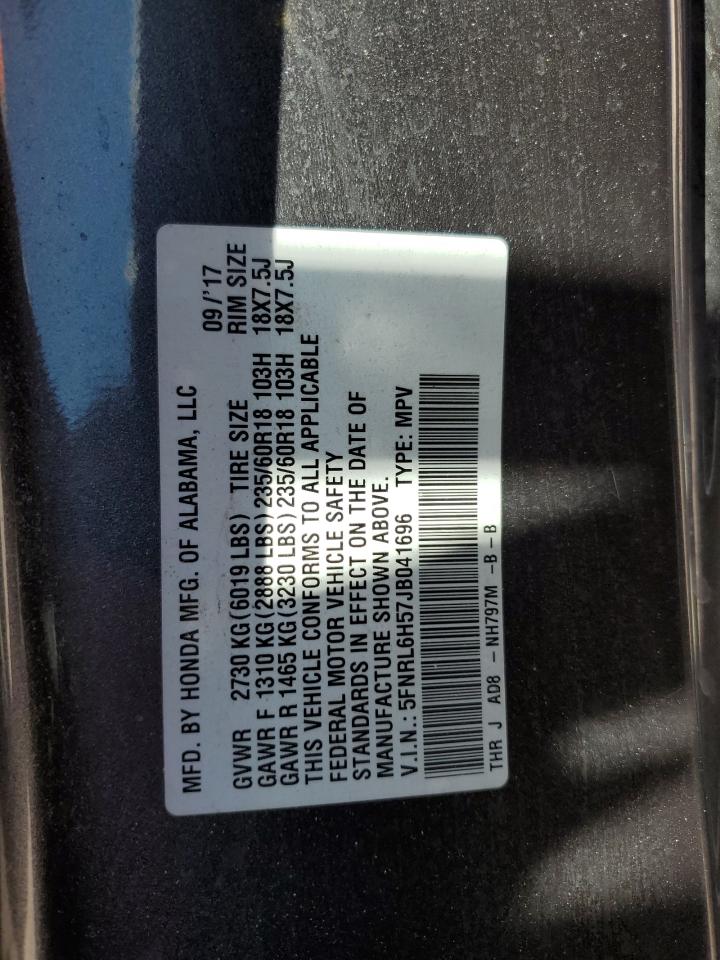 MFD. BY HONDA MFG. OF ALABAMA, LLC 09/'17
GVWR 2730 KG (6019 LBS) TIRE SIZE RIM SIZE
GAWR F 1310 KG (2888 LBS) 235/60R18 103H 18X7.5J
GAWR R 1465 KG (3230 LBS) 235/60R18 103H 18X7.5J
THIS VEHICLE CONFORMS TO ALL APPLICABLE
FEDERAL MOTOR VEHICLE SAFETY
STANDARDS IN EFFECT ON THE DATE OF
MANUFACTURE SHOWN ABOVE.
V.I.N.: 5FNRL6H57JB041696 TYPE: MPV
THR J AD8 - NH797M -B - B